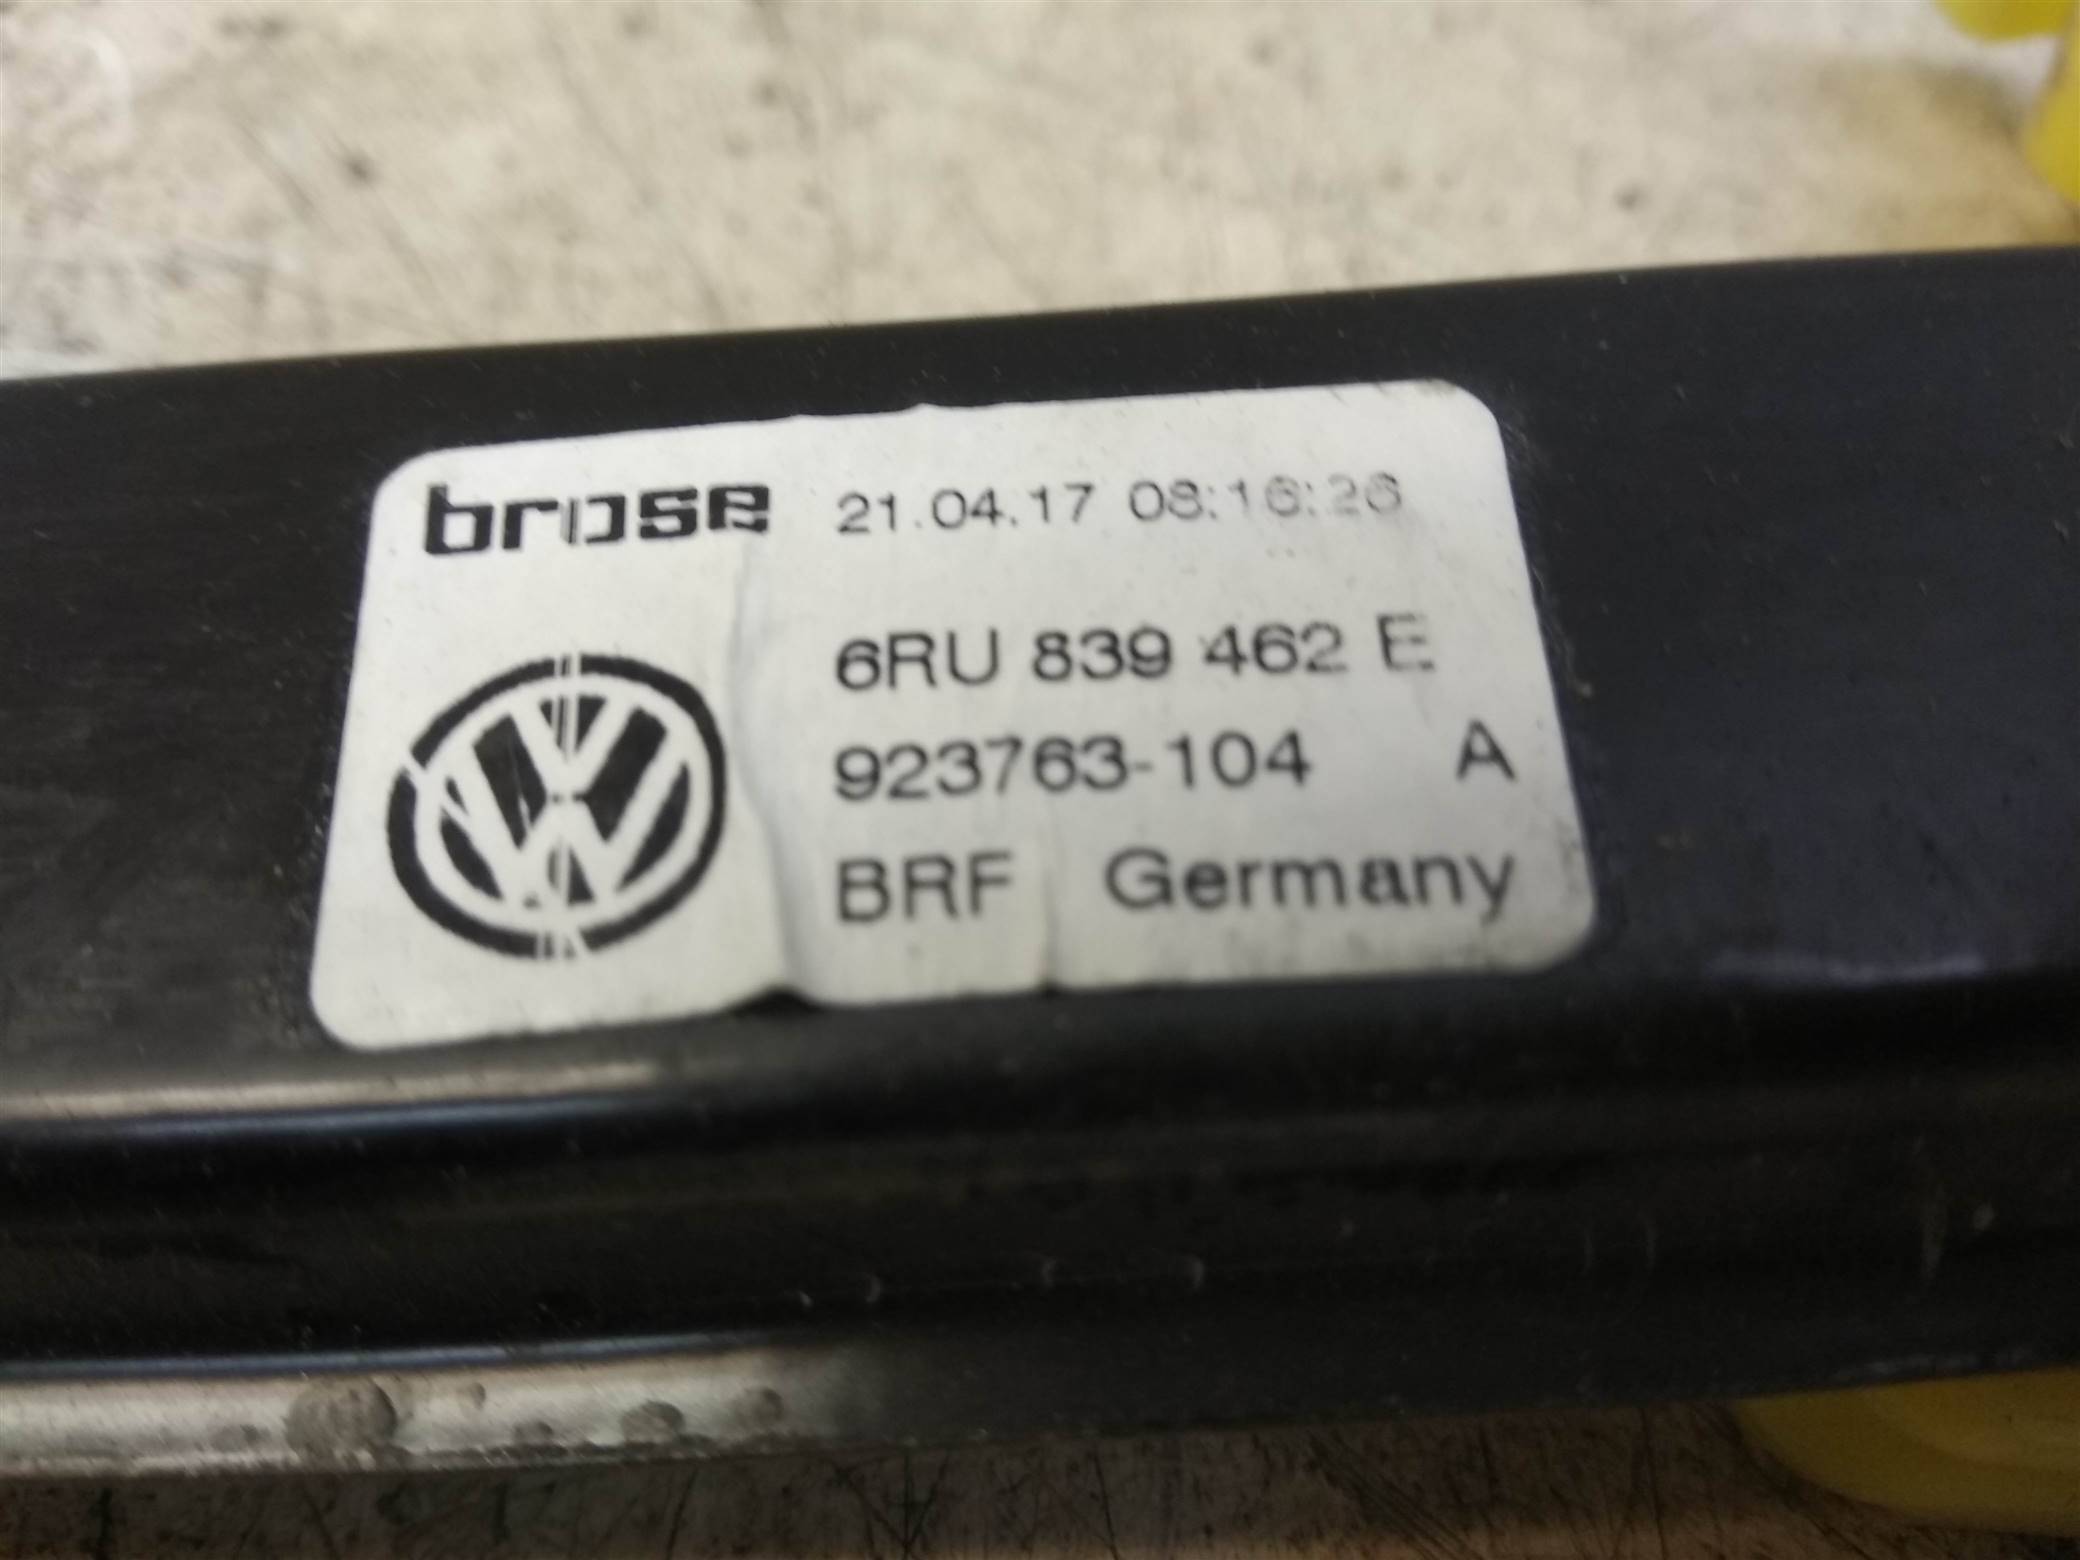 brose 21.04.17 08:16:26
6RU 839 462 E
923763-104 A
BRF Germany